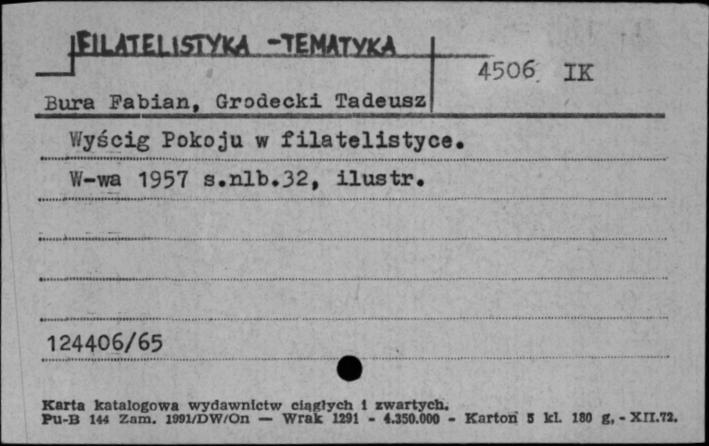 FILATELISTYKA - TEMATYKA
4506 IK
Bura Fabian, Grodecki Tadeusz
Wyścig Pokoju w filatelistyce.
W-wa 1957 s.nlb.32, ilustr.
124406/65
Karta katalogowa wydawnictw ciągłych i zwartych.
Pu-B 144 Zam. 1991/DW/On — Wrak 1291 - 4.350.000 - Karton 5 kl. 180 g. - XII.72.